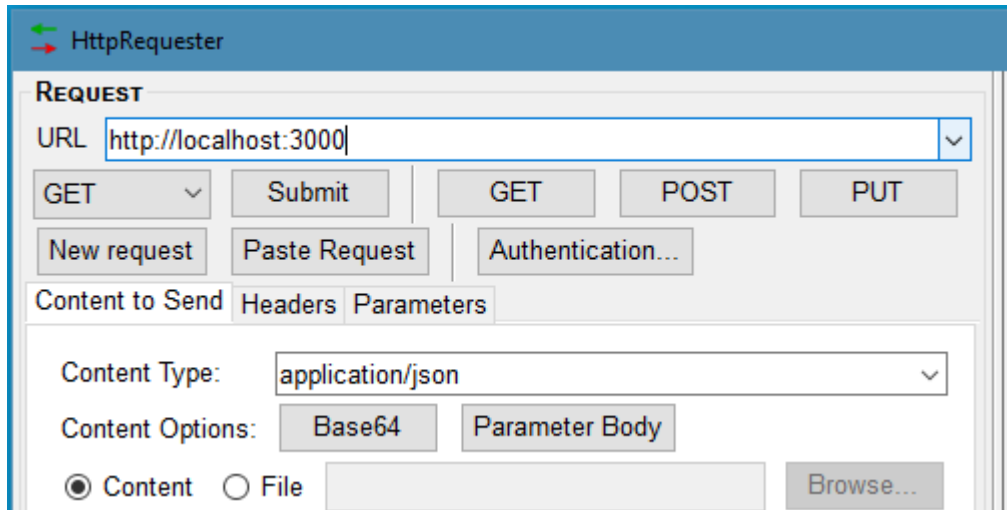 HttpRequester
REQUEST
URL http://localhost:3000
GET Submit GET POST PUT
New request Paste Request Authentication...
Content to Send Headers Parameters
Content Type: application/json
Content Options: Base64 Parameter Body
Content File Browse...